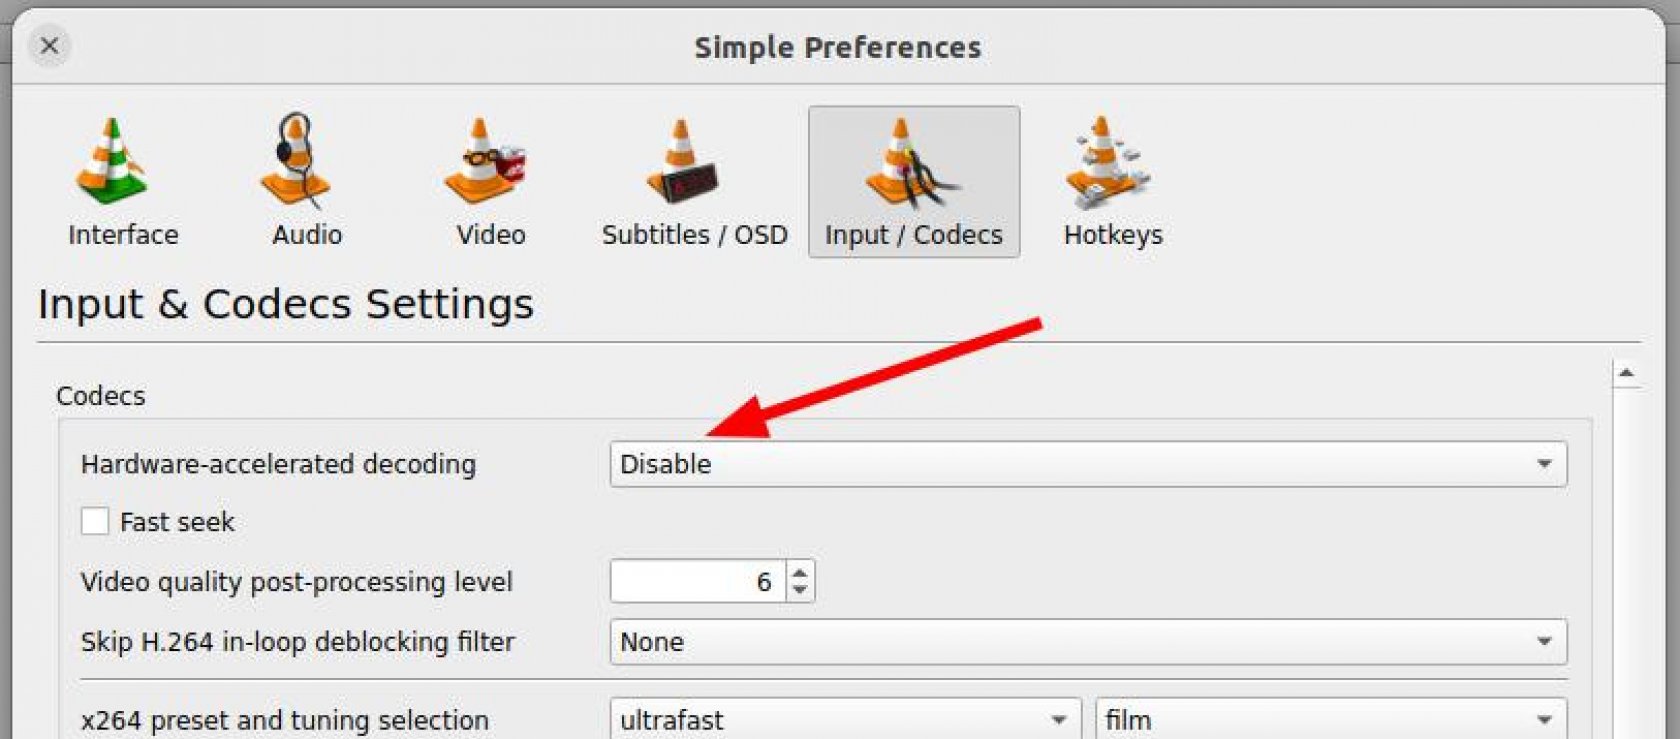 Simple Preferences
Interface Audio Video Subtitles / OSD Input / Codecs Hotkeys
Input & Codecs Settings
Codecs
Hardware-accelerated decoding Disable
Fast seek
Video quality post-processing level 6
Skip H.264 in-loop deblocking filter None
x264 preset and tuning selection ultrafast film